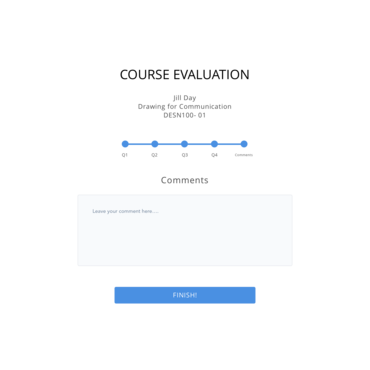 COURSE EVALUATION
Jill Day
Drawing for Communication
DESN100- 01
Q1 Q2 Q3 Q4 Comments
Comments
Leave your comment here....
FINISH!